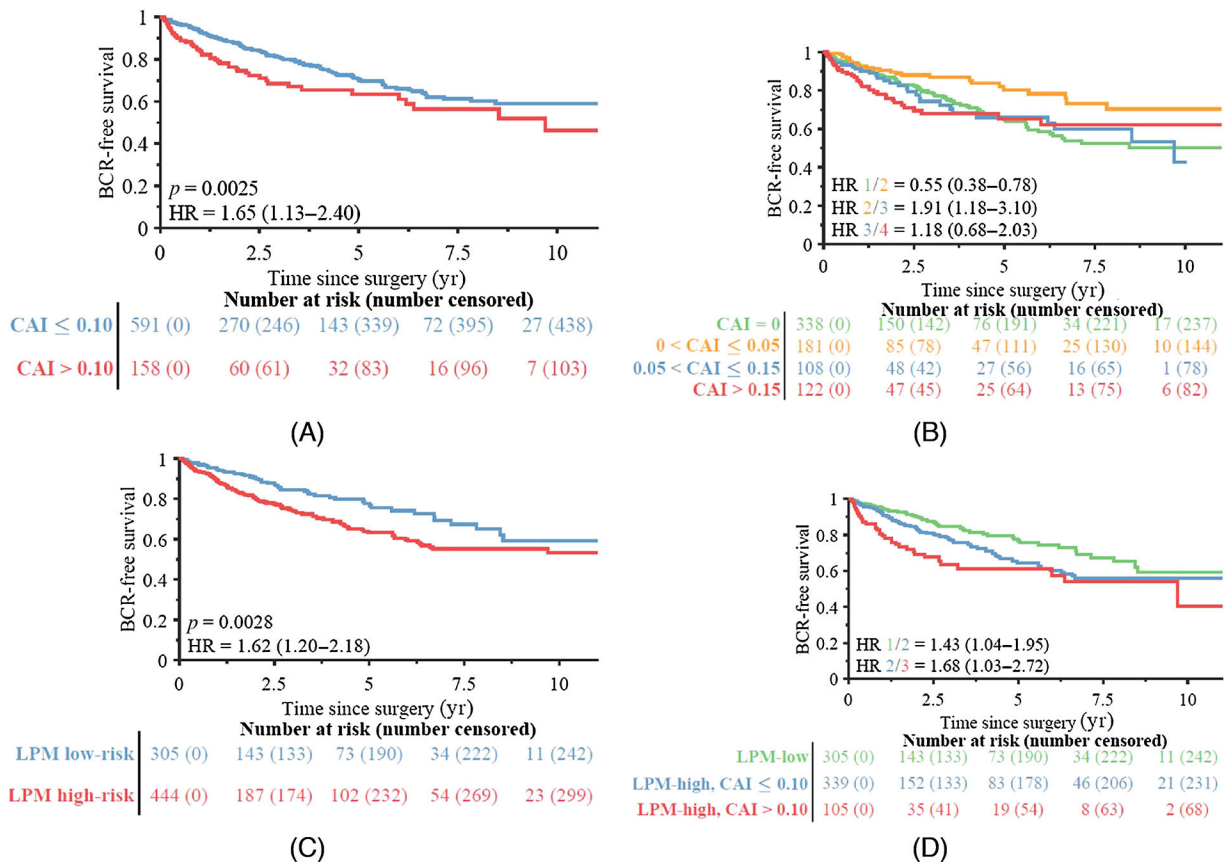 1
0.8
0.6
0.4
0.2
0
BCR-free survival
p = 0.0025
HR = 1.65 (1.13–2.40)
0 2.5 5 7.5 10
Time since surgery (yr)
Number at risk (number censored)
CAI ≤ 0.10 591 (0) 270 (246) 143 (339) 72 (395) 27 (438)
CAI > 0.10 158 (0) 60 (61) 32 (83) 16 (96) 7 (103)
(A)
1
0.8
0.6
0.4
0.2
0
BCR-free survival
HR 1/2 = 0.55 (0.38–0.78)
HR 2/3 = 1.91 (1.18–3.10)
HR 3/4 = 1.18 (0.68–2.03)
0 2.5 5 7.5 10
Time since surgery (yr)
Number at risk (number censored)
CAI = 0 338 (0) 150 (142) 76 (191) 34 (221) 17 (237)
0 < CAI ≤ 0.05 181 (0) 85 (78) 47 (111) 25 (130) 10 (144)
0.05 < CAI ≤ 0.15 108 (0) 48 (42) 27 (56) 16 (65) 1 (78)
CAI > 0.15 122 (0) 47 (45) 25 (64) 13 (75) 6 (82)
(B)
1
0.8
0.6
0.4
0.2
0
BCR-free survival
p = 0.0028
HR = 1.62 (1.20–2.18)
0 2.5 5 7.5 10
Time since surgery (yr)
Number at risk (number censored)
LPM low-risk 305 (0) 143 (133) 73 (190) 34 (222) 11 (242)
LPM high-risk 444 (0) 187 (174) 102 (232) 54 (269) 23 (299)
(C)
1
0.8
0.6
0.4
0.2
0
BCR-free survival
HR 1/2 = 1.43 (1.04–1.95)
HR 2/3 = 1.68 (1.03–2.72)
0 2.5 5 7.5 10
Time since surgery (yr)
Number at risk (number censored)
LPM-low 305 (0) 143 (133) 73 (190) 34 (222) 11 (242)
LPM-high, CAI ≤ 0.10 339 (0) 152 (133) 83 (178) 46 (206) 21 (231)
LPM-high, CAI > 0.10 105 (0) 35 (41) 19 (54) 8 (63) 2 (68)
(D)